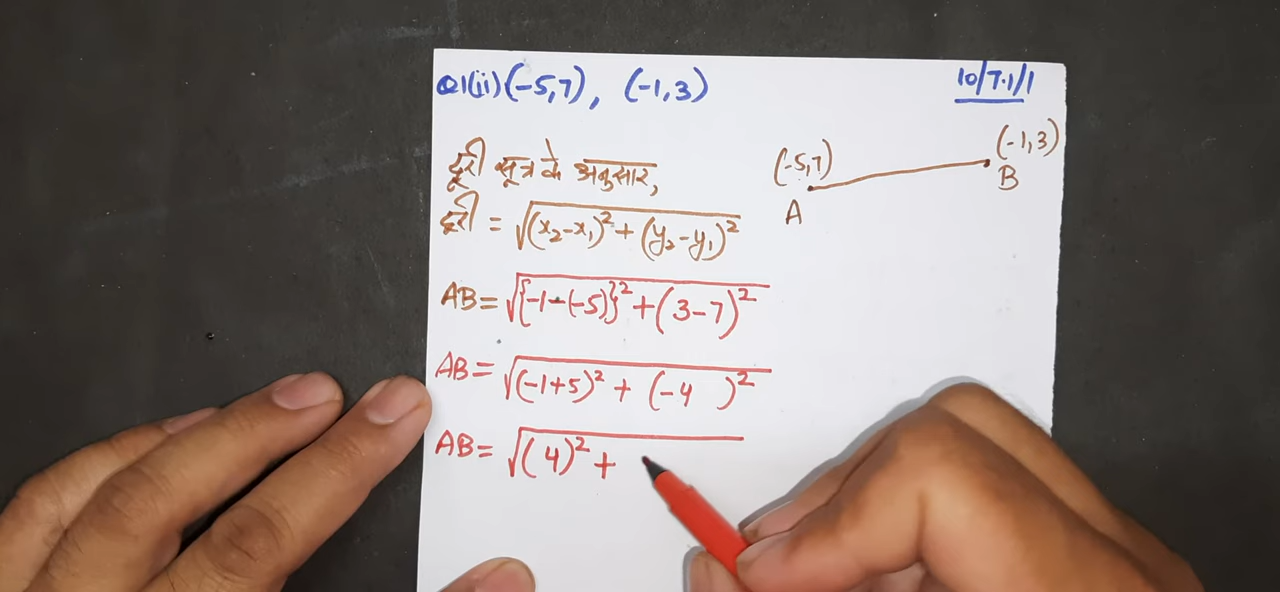 Q1(ii) (-5,7), (-1,3)
10/7.1/1
दूरी सूत्र के अनुसार,
दूरी = √(x₂-x₁)² + (y₂-y₁)²
AB = √{-1-(-5)}² + (3-7)²
AB = √(-1+5)² + (-4 )²
AB = √(4)² +
(-5,7)
A
(-1,3)
B